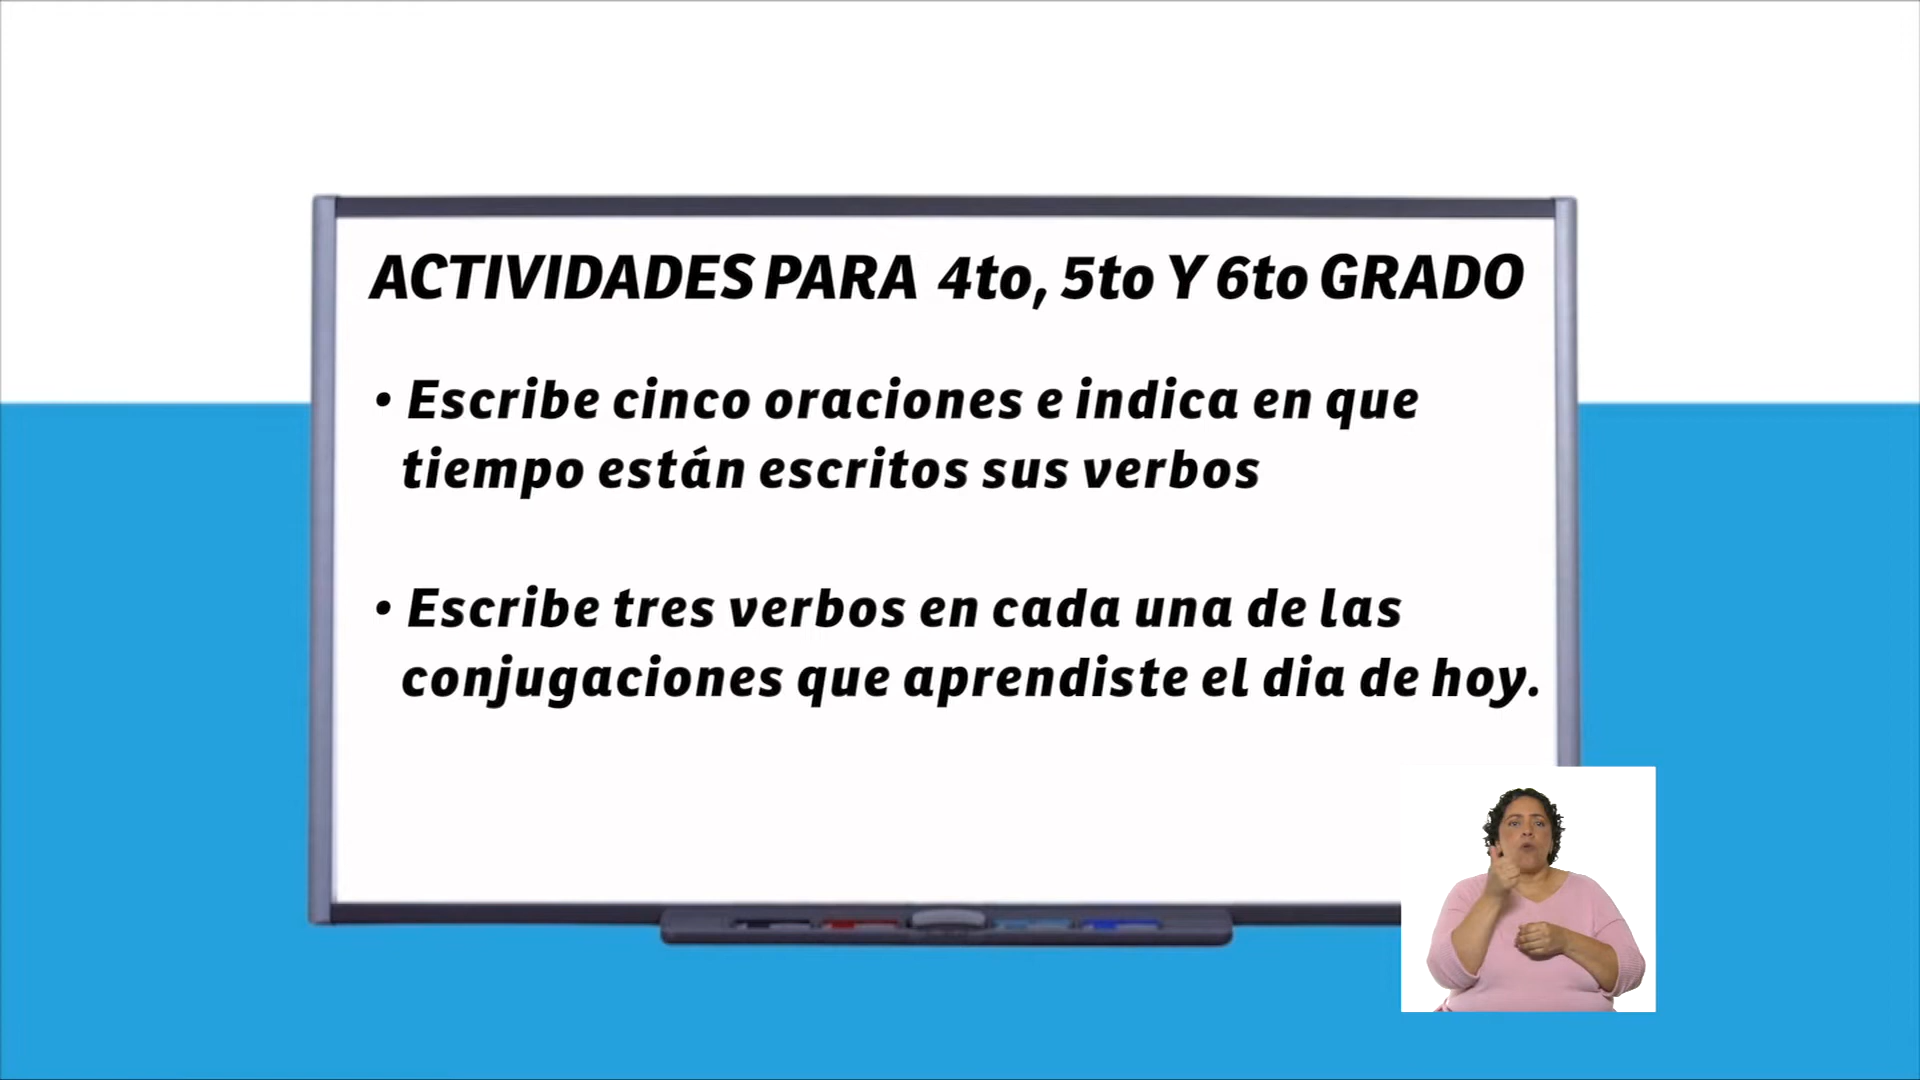 ACTIVIDADES PARA 4to, 5to Y 6to GRADO
• Escribe cinco oraciones e indica en que
tiempo están escritos sus verbos
• Escribe tres verbos en cada una de las
conjugaciones que aprendiste el dia de hoy.